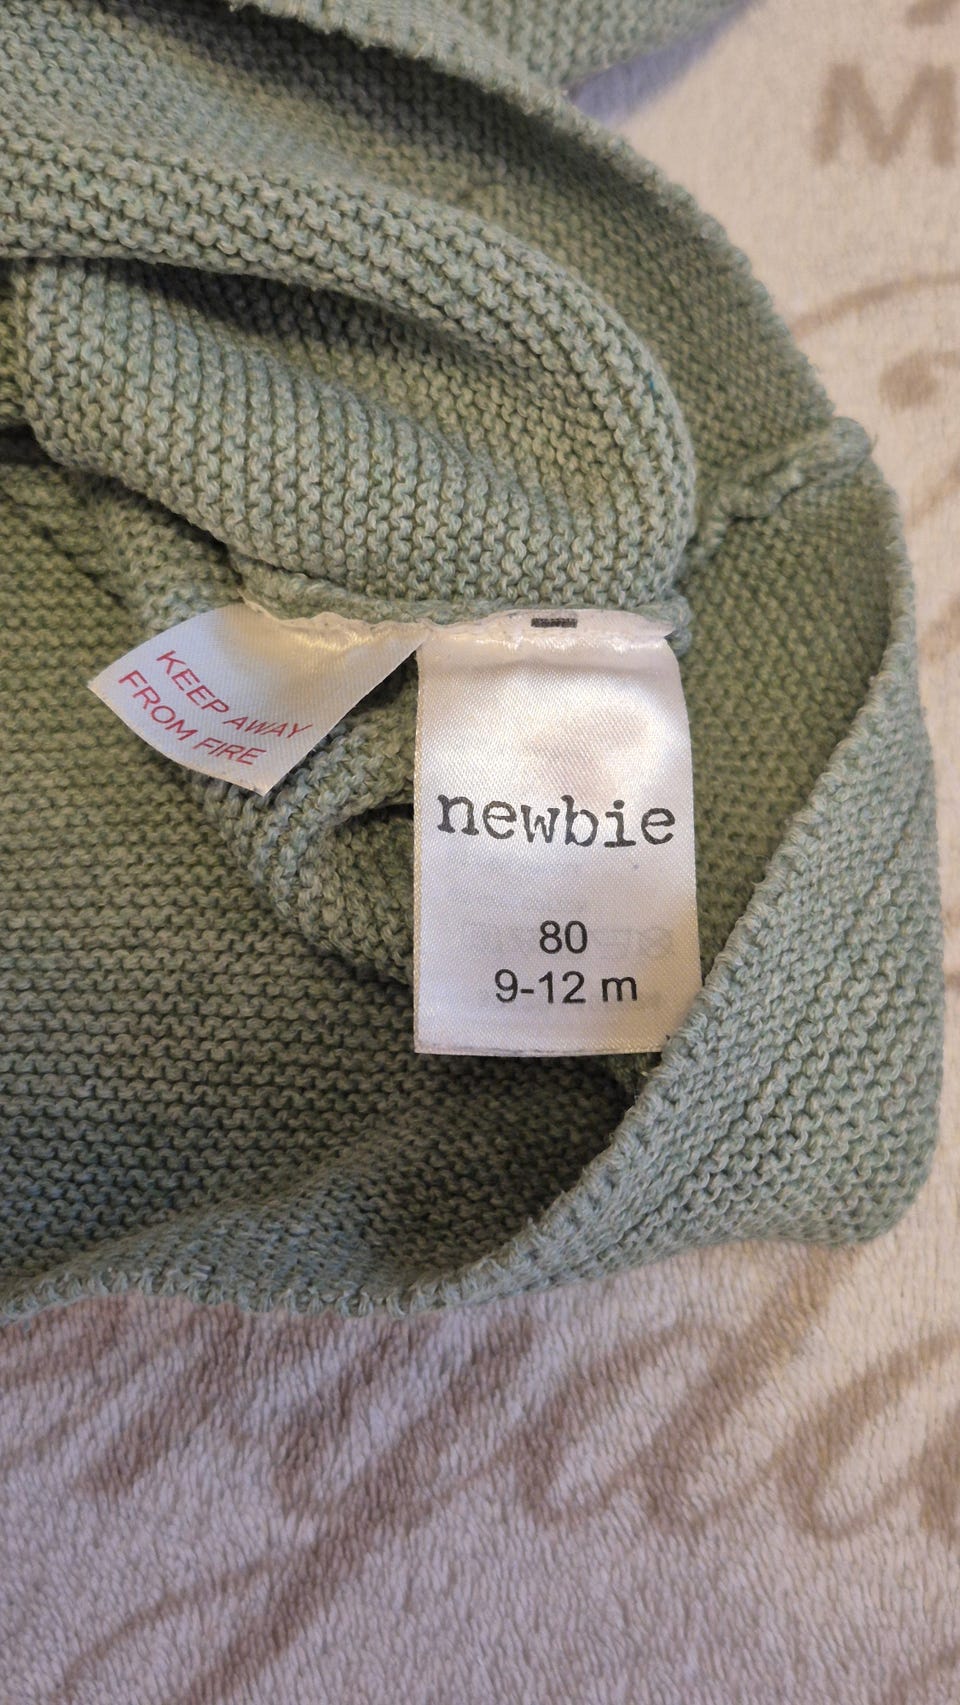 KEEP AWAY
FROM FIRE
newbie
80
9-12 m
M